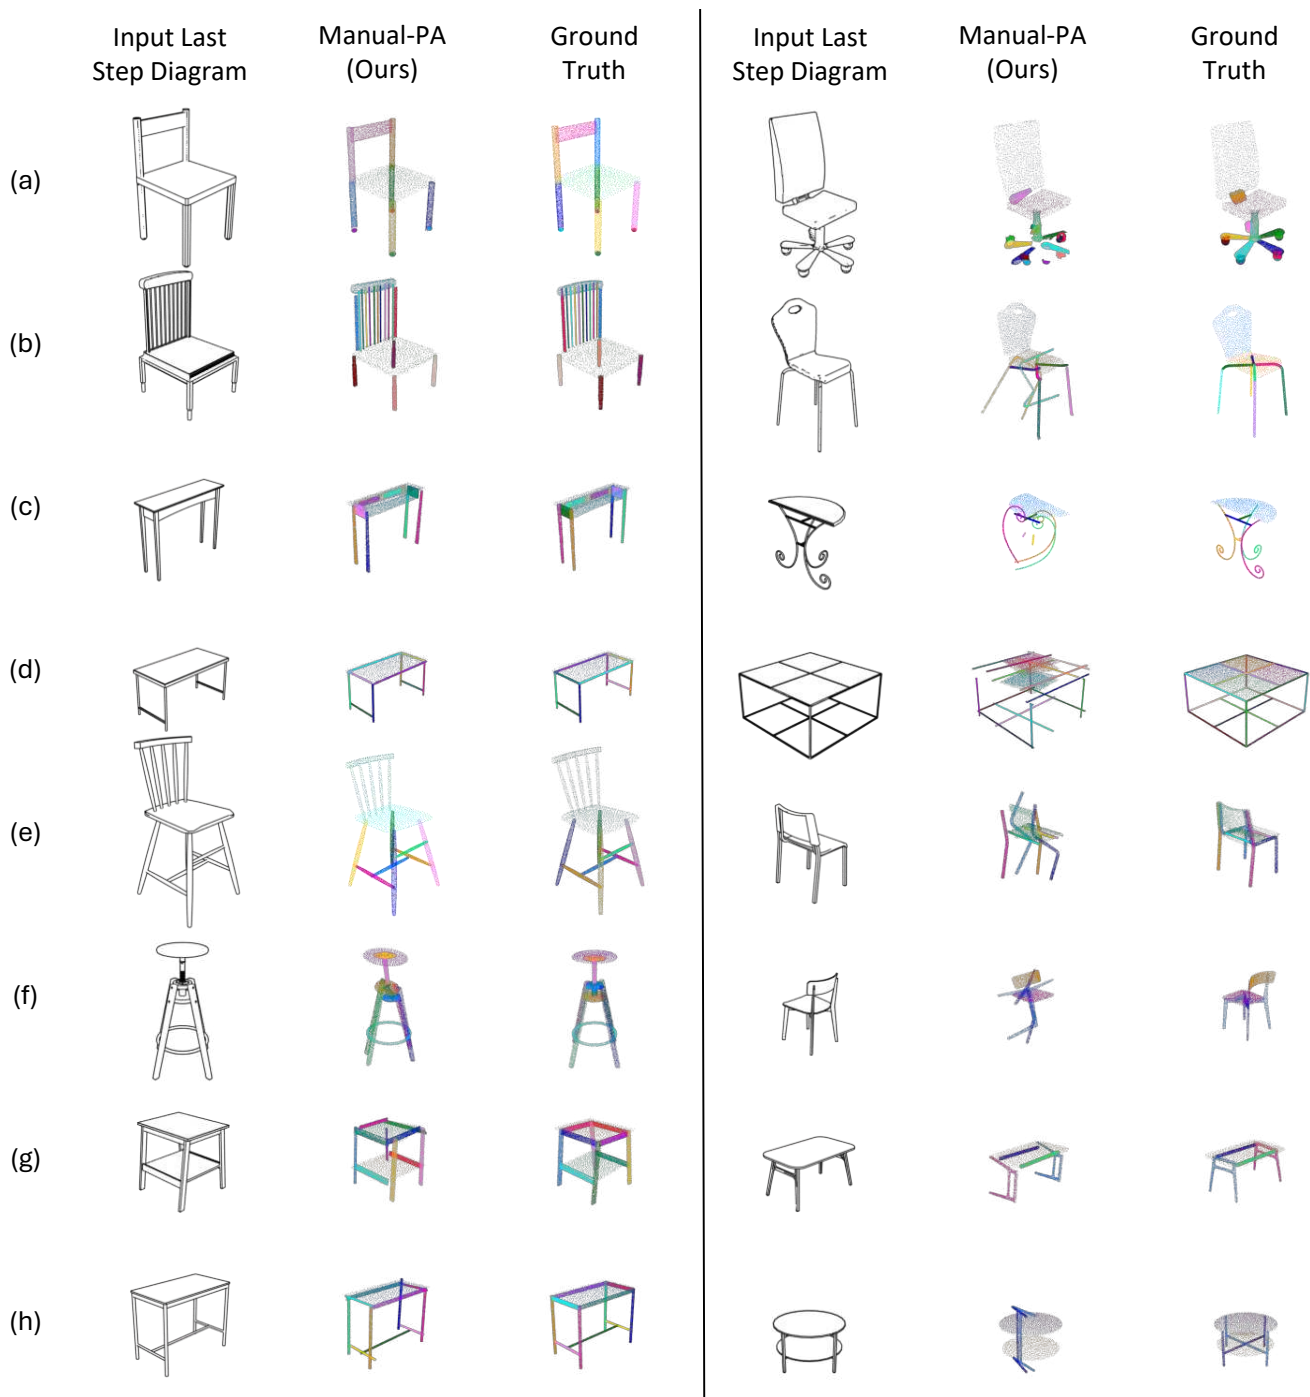 Input Last
Step Diagram
Manual-PA
(Ours)
Ground
Truth
Input Last
Step Diagram
Manual-PA
(Ours)
Ground
Truth
(a)
(b)
(c)
(d)
(e)
(f)
(g)
(h)